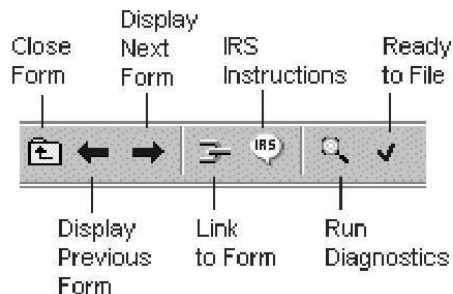 Close
Form
Display
Next
Form
IRS
Instructions
Ready
to File
IRS
Display
Previous
Form
Link
to Form
Run
Diagnostics